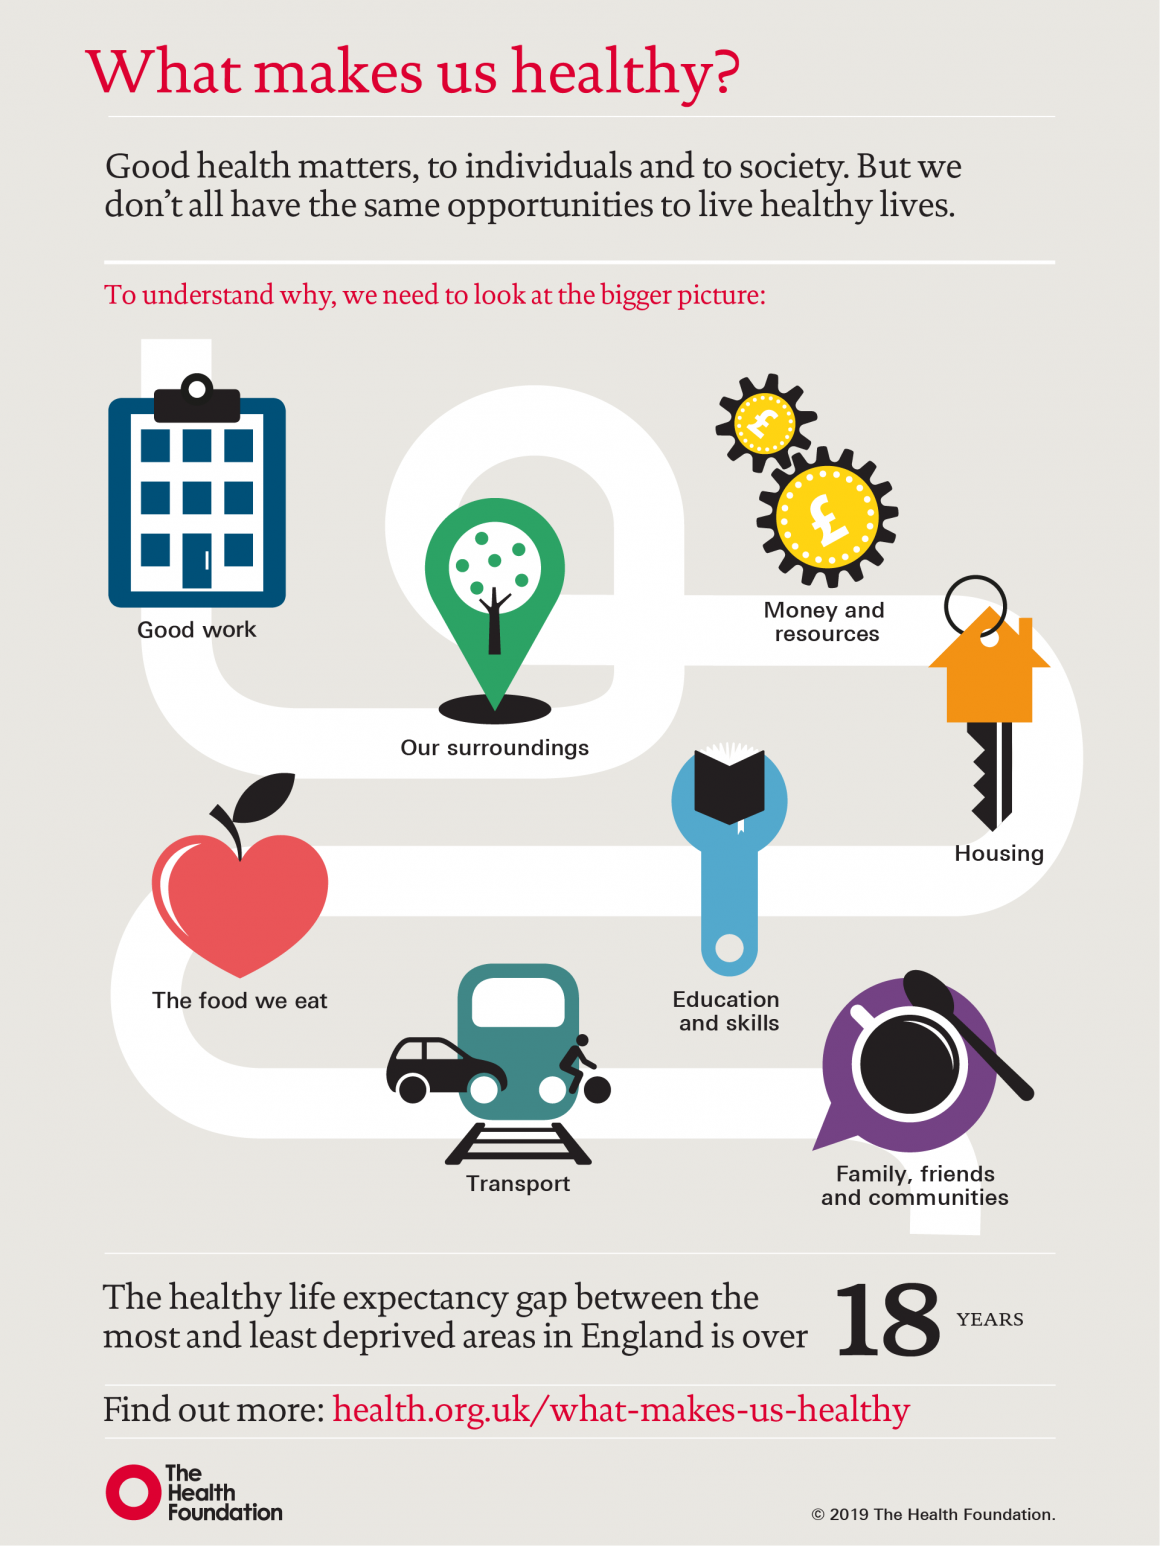 What makes us healthy?
Good health matters, to individuals and to society. But we
don’t all have the same opportunities to live healthy lives.
To understand why, we need to look at the bigger picture:
£
£
Money and
resources
Good work
Our surroundings
Housing
The food we eat
Education
and skills
Transport
Family, friends
and communities
The healthy life expectancy gap between the
most and least deprived areas in England is over
18 YEARS
Find out more: health.org.uk/what-makes-us-healthy
The
Health
Foundation
© 2019 The Health Foundation.